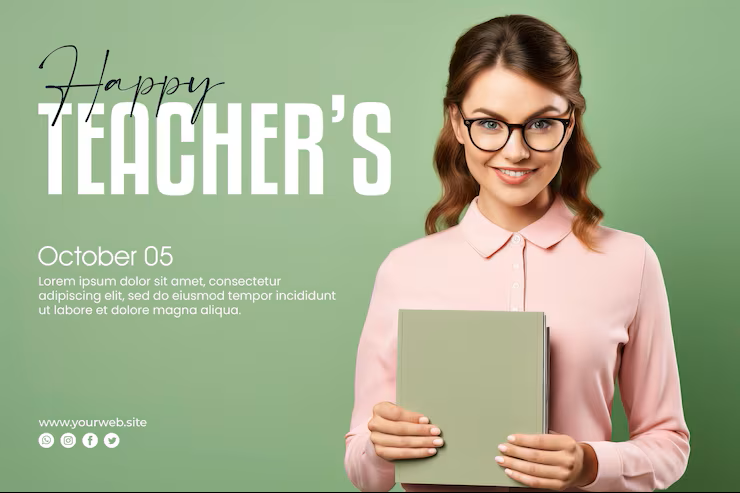 Happy
TEACHER'S
October 05
Lorem ipsum dolor sit amet, consectetur
adipiscing elit, sed do eiusmod tempor incididunt
ut labore et dolore magna aliqua.
www.yourweb.site